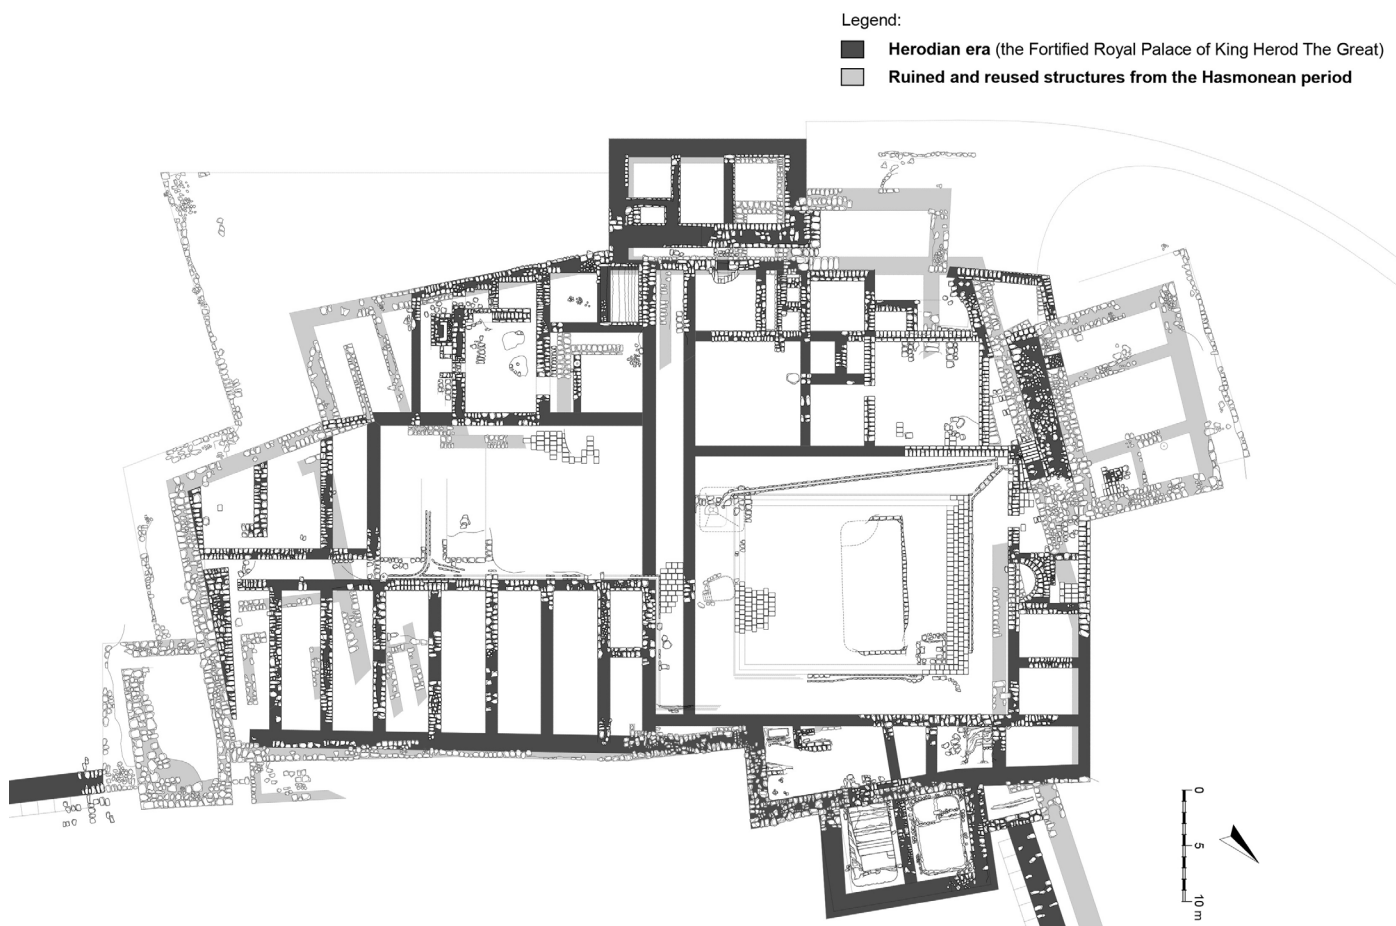 Legend:
Herodian era (the Fortified Royal Palace of King Herod The Great)
Ruined and reused structures from the Hasmonean period
0
5
10 m